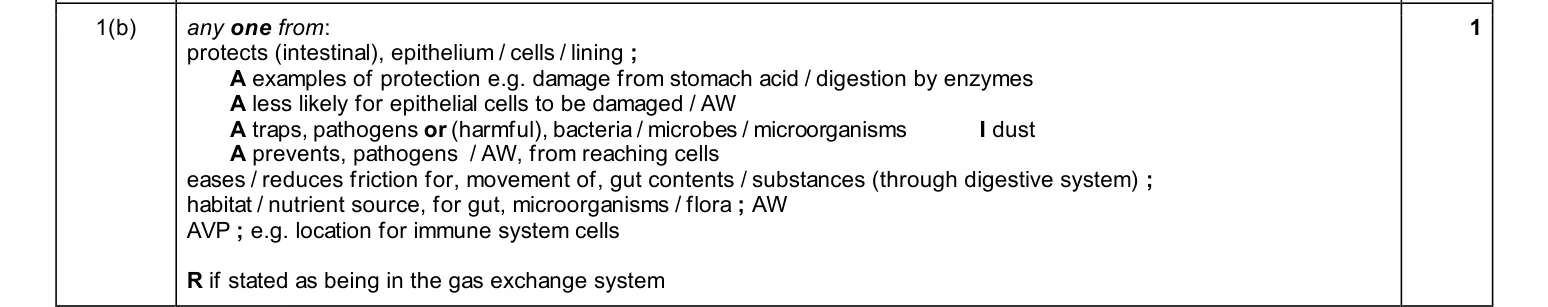 1(b) any one from: 1
protects (intestinal), epithelium / cells / lining ;
A examples of protection e.g. damage from stomach acid / digestion by enzymes
A less likely for epithelial cells to be damaged / AW
A traps, pathogens or (harmful), bacteria / microbes / microorganisms I dust
A prevents, pathogens / AW, from reaching cells
eases / reduces friction for, movement of, gut contents / substances (through digestive system) ;
habitat / nutrient source, for gut, microorganisms / flora ; AW
AVP ; e.g. location for immune system cells
R if stated as being in the gas exchange system